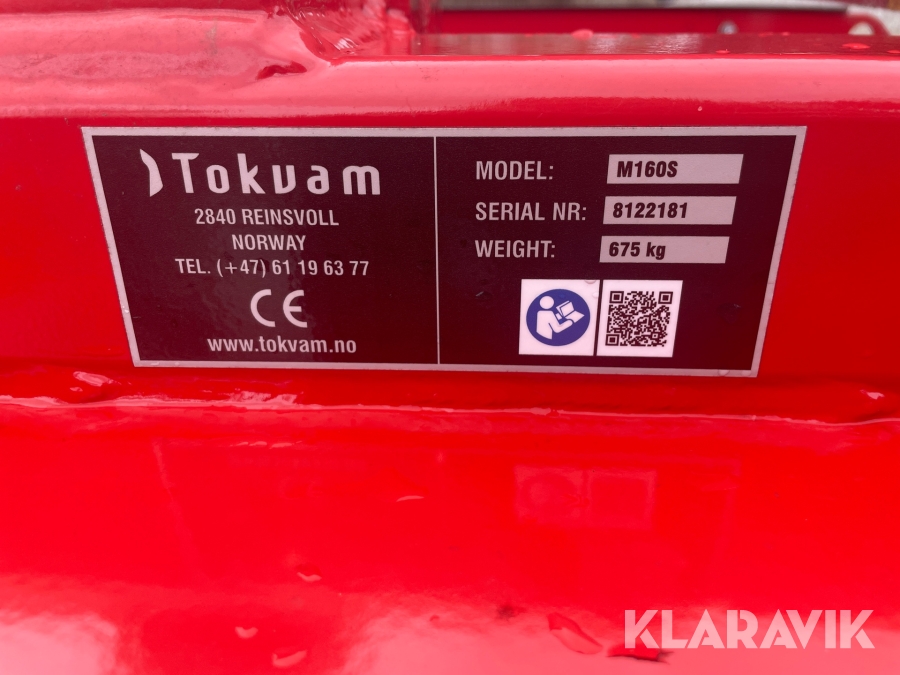 Tokvam
2840 REINSVOLL
NORWAY
TEL. (+47) 61 19 63 77
CE
www.tokvam.no
MODEL: M160S
SERIAL NR: 8122181
WEIGHT: 675 kg
KLARAVIK